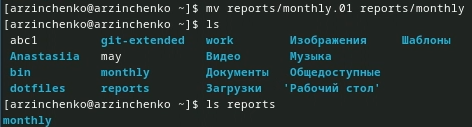 [arzinchenko@arzinchenko ~]$ mv reports/monthly.01 reports/monthly
[arzinchenko@arzinchenko ~]$ ls
abc1 git-extended work Изображения Шаблоны
Anastasiia may Видео Музыка
bin monthly Документы Общедоступные
dotfiles reports Загрузки 'Рабочий стол'
[arzinchenko@arzinchenko ~]$ ls reports
monthly